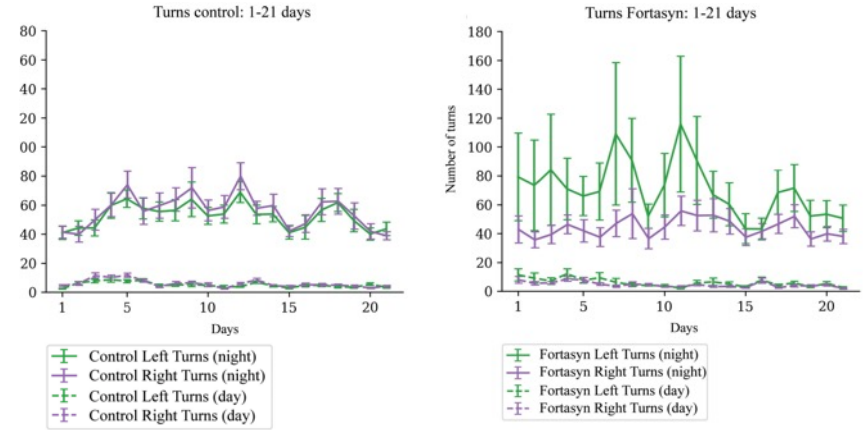 Turns control: 1-21 days
80
60
40
20
00
80
60
40
20
0
1
5
10
15
20
Days
Control Left Turns (night)
Control Right Turns (night)
Control Left Turns (day)
Control Right Turns (day)
Turns Fortasyn: 1-21 days
Number of turns
180
160
140
120
100
80
60
40
20
0
1
5
10
15
20
Days
Fortasyn Left Turns (night)
Fortasyn Right Turns (night)
Fortasyn Left Turns (day)
Fortasyn Right Turns (day)